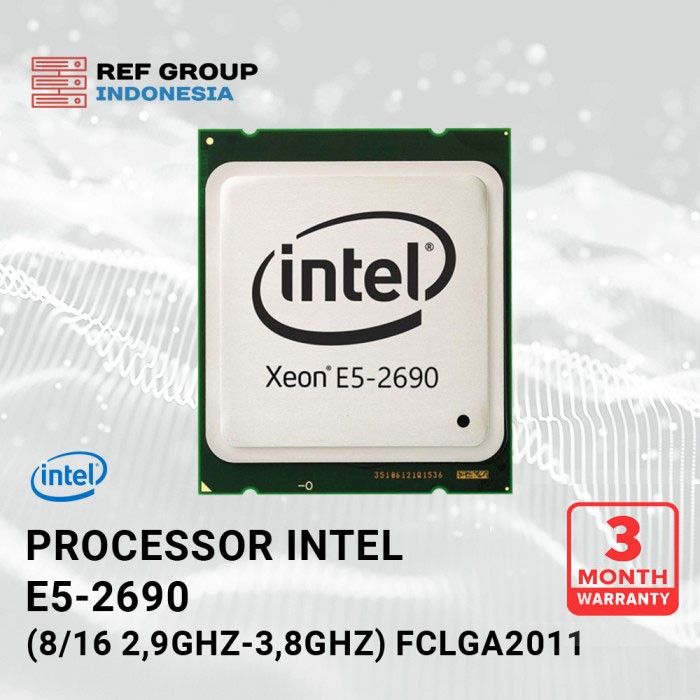 REF GROUP
INDONESIA
intel®
Xeon® E5-2690
-0
3510612101536
intel
PROCESSOR INTEL
E5-2690
(8/16 2,9GHZ-3,8GHZ) FCLGA2011
3
MONTH
WARRANTY